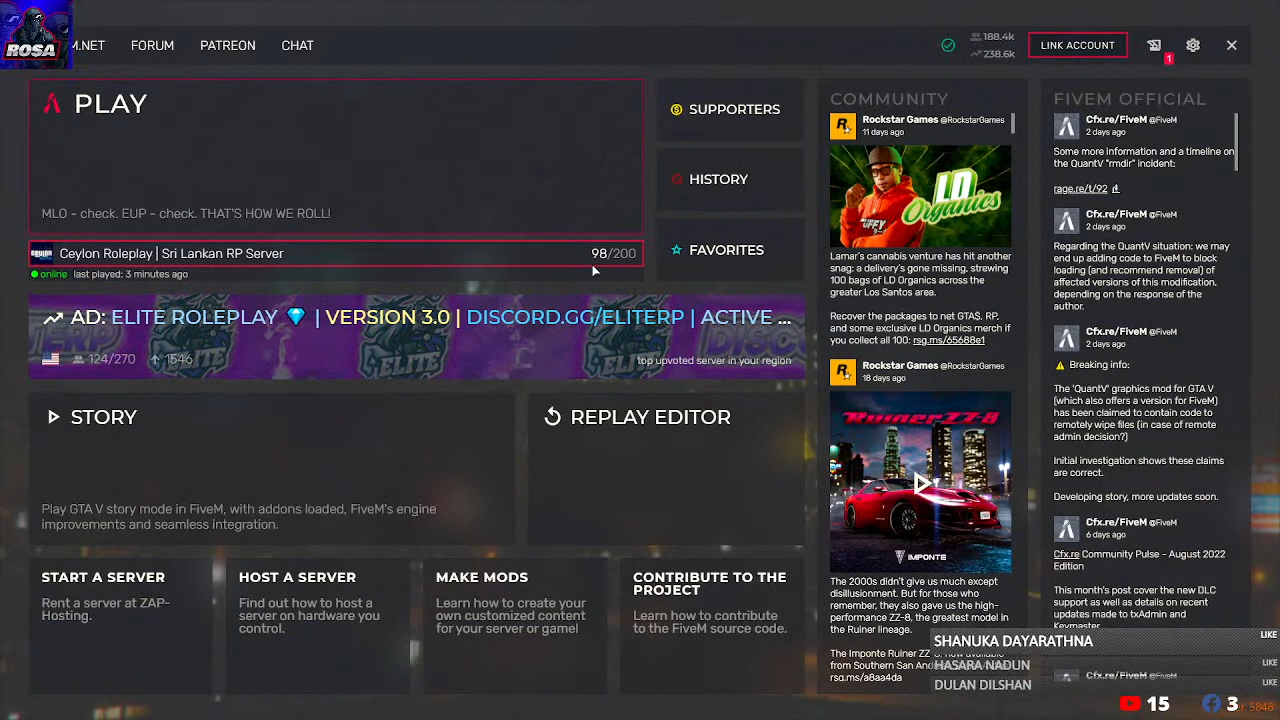 ROSA
M.NET
FORUM
PATREON
CHAT
188.4k
238.6k
LINK ACCOUNT
1
PLAY
MLO - check. EUP - check. THAT'S HOW WE ROLL!
Ceylon Roleplay | Sri Lankan RP Server
98/200
online last played: 3 minutes ago
SUPPORTERS
HISTORY
FAVORITES
AD: ELITE ROLEPLAY 💎 | VERSION 3.0 | DISCORD.GG/ELITERP | ACTIVE ...
124/270
1546
top upvoted server in your region
ELITE
ELITE
ELITE
STORY
Play GTA V story mode in FiveM, with addons loaded, FiveM's engine
improvements and seamless integration.
REPLAY EDITOR
START A SERVER
Rent a server at ZAP-
Hosting.
HOST A SERVER
Find out how to host a
server on hardware you
control.
MAKE MODS
Learn how to create your
own customized content
for your server or game!
CONTRIBUTE TO THE
PROJECT
Learn how to contribute
to the FiveM source code.
COMMUNITY
Rockstar Games @RockstarGames
11 days ago
LD
Organics
Lamar's cannabis venture has hit another
snag: a delivery's gone missing, strewing
100 bags of LD Organics across the
greater Los Santos area.
Recover the packages to net GTA$, RP,
and some exclusive LD Organics merch if
you collect all 100: rsg.ms/65688e1
Rockstar Games @RockstarGames
18 days ago
Ruiner ZZ-8
IMPONTE
The 2000s didn't give us much except
disillusionment. But for those who
remember, they also gave us the high-
performance ZZ-8, the greatest model in
the Ruiner lineage.
The Imponte Ruiner ZZ-8, now available
from Southern San And
rsg.ms/a8aa4da
FIVEM OFFICIAL
Cfx.re/FiveM @FiveM
2 days ago
Some more information and a timeline on
the QuantV "rmdir" incident:
rage.re/t/92
Cfx.re/FiveM @FiveM
2 days ago
Regarding the QuantV situation: we may
end up adding code to FiveM to block
loading (and recommend removal) of
affected versions of this modification,
depending on the response of the
author.
Cfx.re/FiveM @FiveM
2 days ago
⚠ Breaking info:
The 'QuantV' graphics mod for GTA V
(which also offers a version for FiveM)
has been claimed to contain code to
remotely wipe files (in case of remote
admin decision?)
Initial investigation shows these claims
are correct.
Developing story, more updates soon.
Cfx.re/FiveM @FiveM
6 days ago
Cfx.re Community Pulse - August 2022
Edition
This month's post cover the new DLC
support as well as details on recent
updates made to txAdmin and
Keymaster.
Cfx.re/FiveM @FiveM
SHANUKA DAYARATHNA
LIKE
HASARA NADUN
LIKE
DULAN DILSHAN
LIKE
15
3
5848